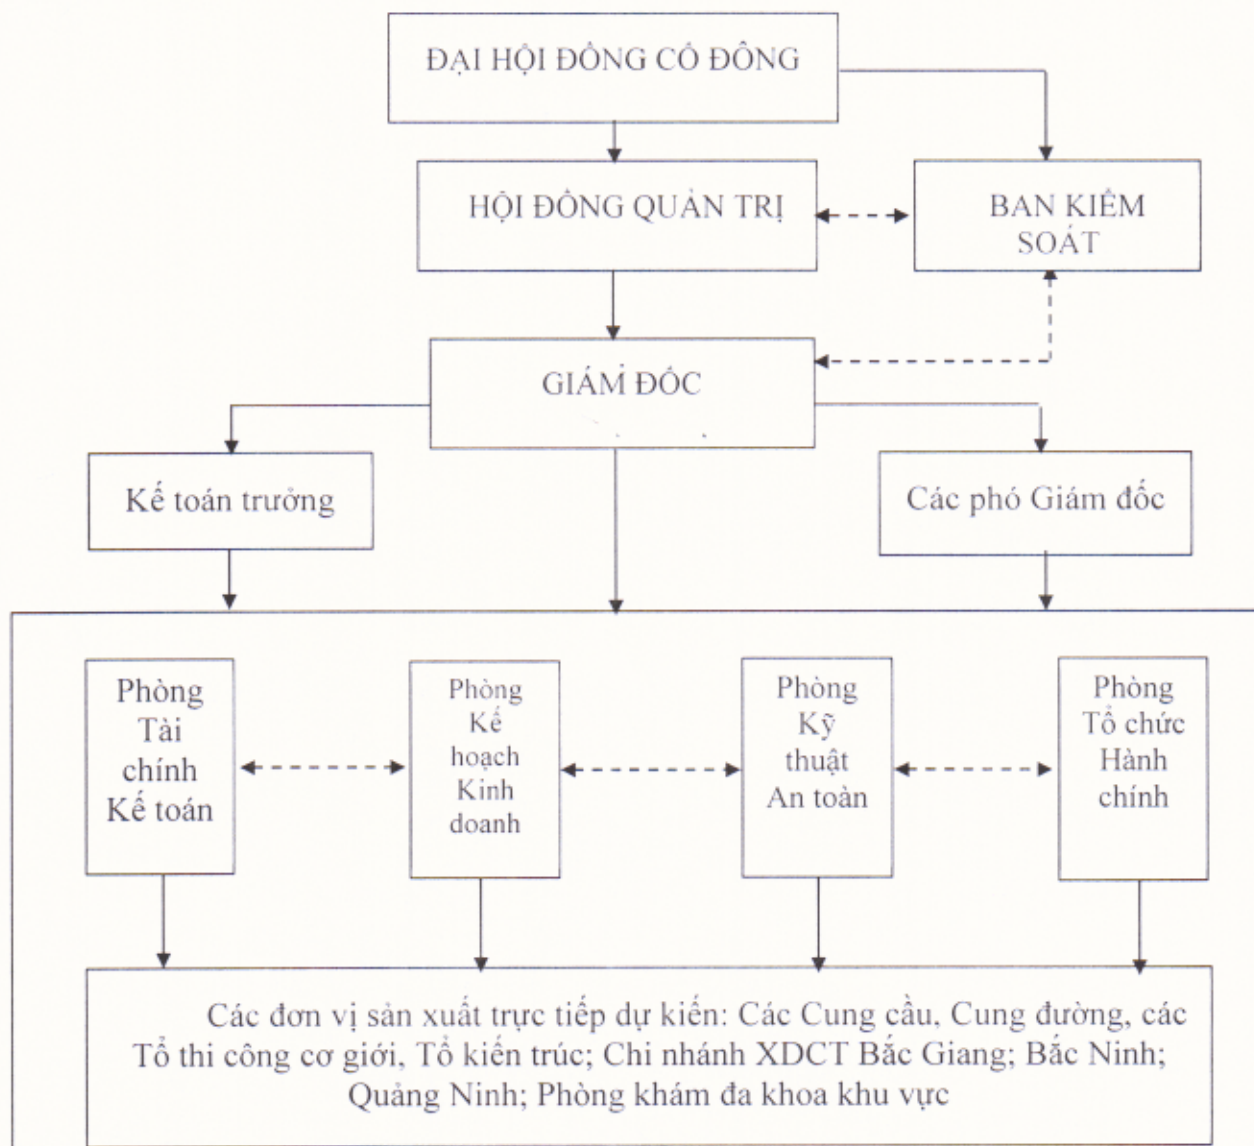 ĐẠI HỘI ĐỒNG CỔ ĐÔNG
HỘI ĐỒNG QUẢN TRỊ
BAN KIỂM
SOÁT
GIÁM ĐỐC
Kế toán trưởng
Các phó Giám đốc
Phòng
Tài
chính
Kế toán
Phòng
Kế
hoạch
Kinh
doanh
Phòng
Kỹ
thuật
An toàn
Phòng
Tổ chức
Hành
chính
Các đơn vị sản xuất trực tiếp dự kiến: Các Cung cầu, Cung đường, các
Tổ thi công cơ giới, Tổ kiến trúc; Chi nhánh XDCT Bắc Giang; Bắc Ninh;
Quảng Ninh; Phòng khám đa khoa khu vực